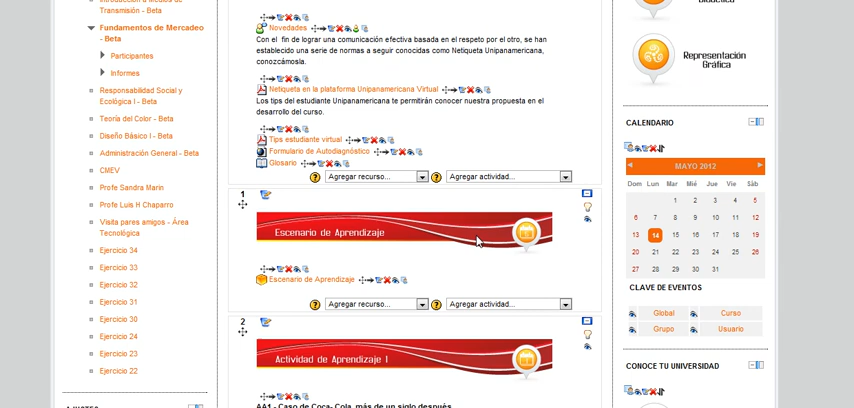 Introducción a Medios de
Transmisión - Beta
Fundamentos de Mercadeo
- Beta
Participantes
Informes
Responsabilidad Social y
Ecológica I - Beta
Teoría del Color - Beta
Diseño Básico I - Beta
Administración General - Beta
CMEV
Profe Sandra Marin
Profe Luis H Chaparro
Visita pares amigos - Área
Tecnológica
Ejercicio 34
Ejercicio 33
Ejercicio 32
Ejercicio 31
Ejercicio 30
Ejercicio 24
Ejercicio 23
Ejercicio 22
Novedades
Con el fin de lograr una comunicación efectiva basada en el respeto por el otro, se han
establecido una serie de normas a seguir conocidas como Netiqueta Unipanamericana,
conozcámosla.
Netiqueta en la plataforma Unipanamericana Virtual
Los tips del estudiante Unipanamericana te permitirán conocer nuestra propuesta en el
desarrollo del curso.
Tips estudiante virtual
Formulario de Autodiagnóstico
Glosario
Agregar recurso...
Agregar actividad...
1
Escenario de Aprendizaje
Escenario de Aprendizaje
Agregar recurso...
Agregar actividad...
2
Actividad de Aprendizaje 1
AA1 - Caso de Coca- Cola, más de un siglo después
Didáctica
Representación
Gráfica
CALENDARIO
MAYO 2012
Dom Lun Mar Mié Jue Vie Sáb
1 2 3 4 5
6 7 8 9 10 11 12
13 14 15 16 17 18 19
20 21 22 23 24 25 26
27 28 29 30 31
CLAVE DE EVENTOS
Global Curso
Grupo Usuario
CONOCE TU UNIVERSIDAD